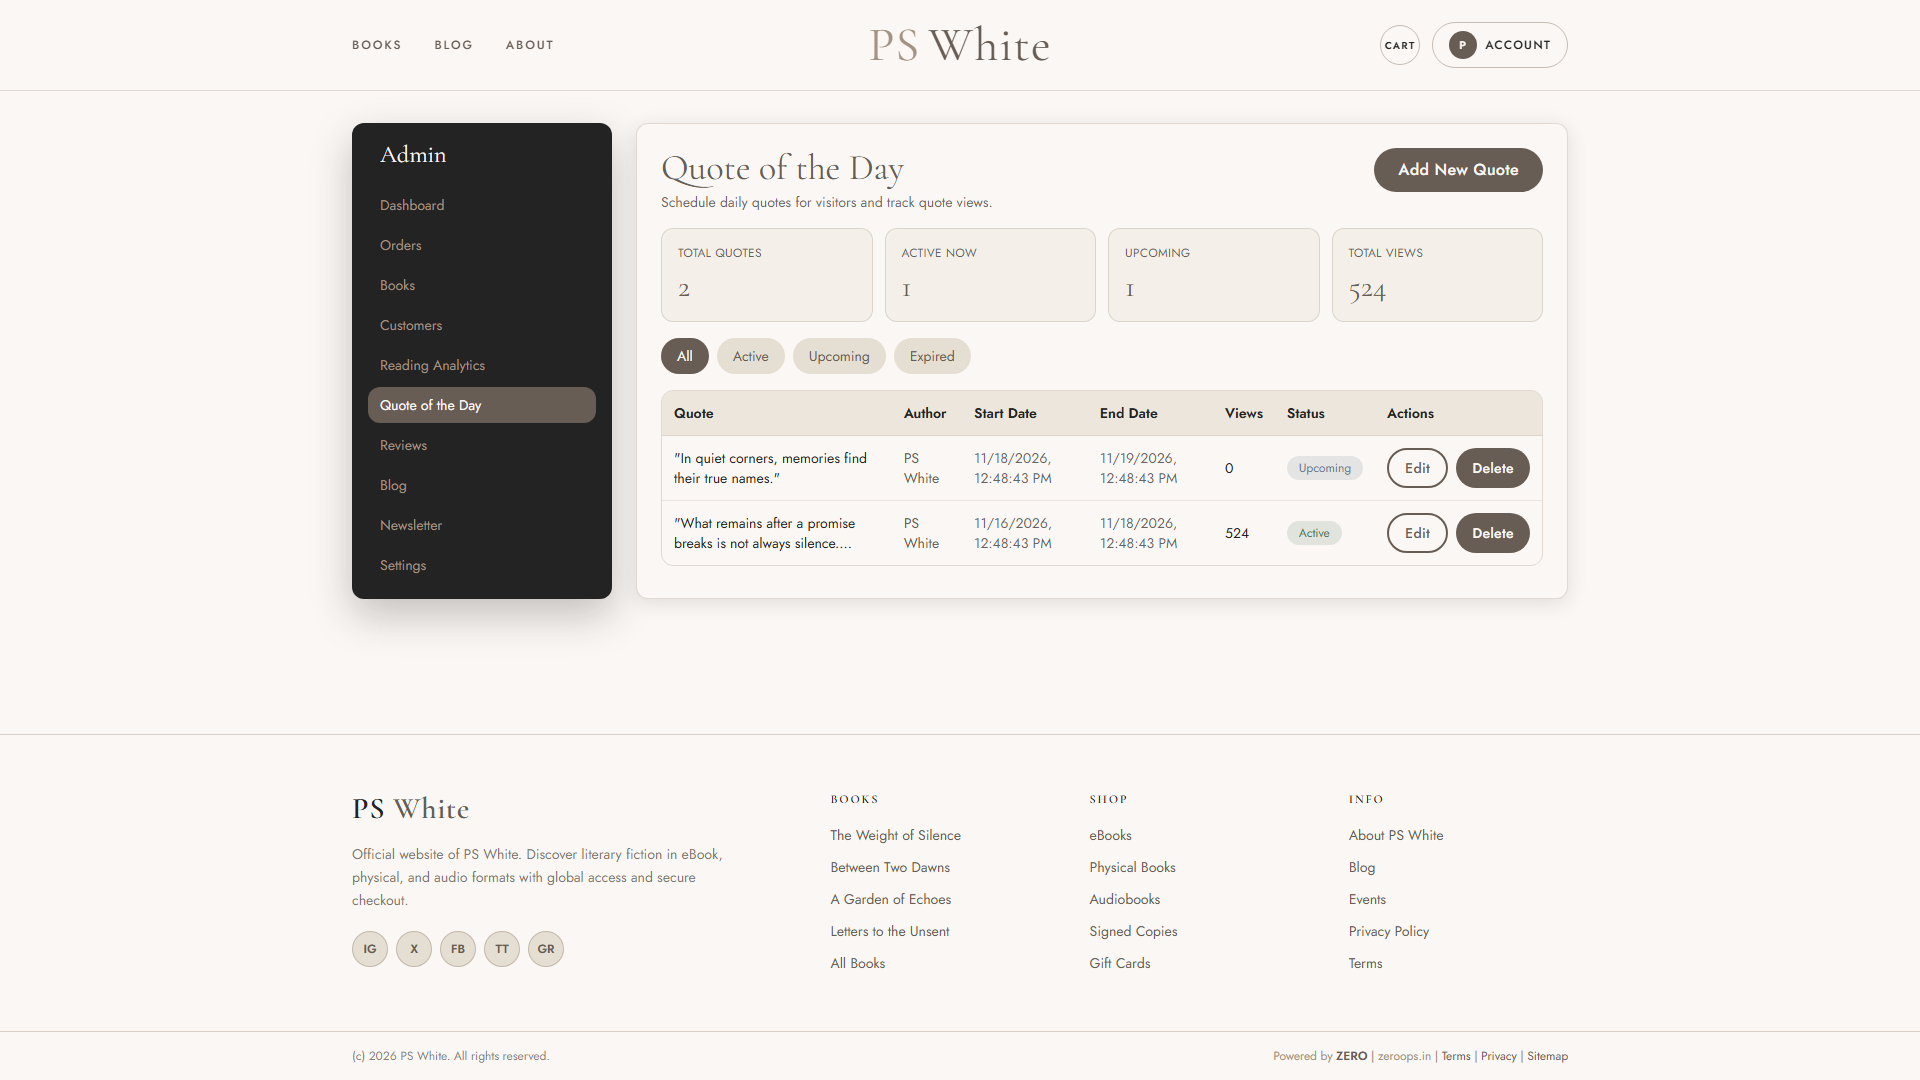 BOOKS BLOG ABOUT
PS White
CART
P ACCOUNT
Admin
Dashboard
Orders
Books
Customers
Reading Analytics
Quote of the Day
Reviews
Blog
Newsletter
Settings
Quote of the Day
Schedule daily quotes for visitors and track quote views.
Add New Quote
TOTAL QUOTES
2
ACTIVE NOW
1
UPCOMING
1
TOTAL VIEWS
524
All Active Upcoming Expired
Quote Author Start Date End Date Views Status Actions
"In quiet corners, memories find
their true names."
PS
White
11/18/2026,
12:48:43 PM
11/19/2026,
12:48:43 PM
0
Upcoming
Edit
Delete
"What remains after a promise
breaks is not always silence....
PS
White
11/16/2026,
12:48:43 PM
11/18/2026,
12:48:43 PM
524
Active
Edit
Delete
PS White
Official website of PS White. Discover literary fiction in eBook,
physical, and audio formats with global access and secure
checkout.
IG X FB TT GR
BOOKS
The Weight of Silence
Between Two Dawns
A Garden of Echoes
Letters to the Unsent
All Books
SHOP
eBooks
Physical Books
Audiobooks
Signed Copies
Gift Cards
INFO
About PS White
Blog
Events
Privacy Policy
Terms
(c) 2026 PS White. All rights reserved.
Powered by ZERO | zeroops.in | Terms | Privacy | Sitemap